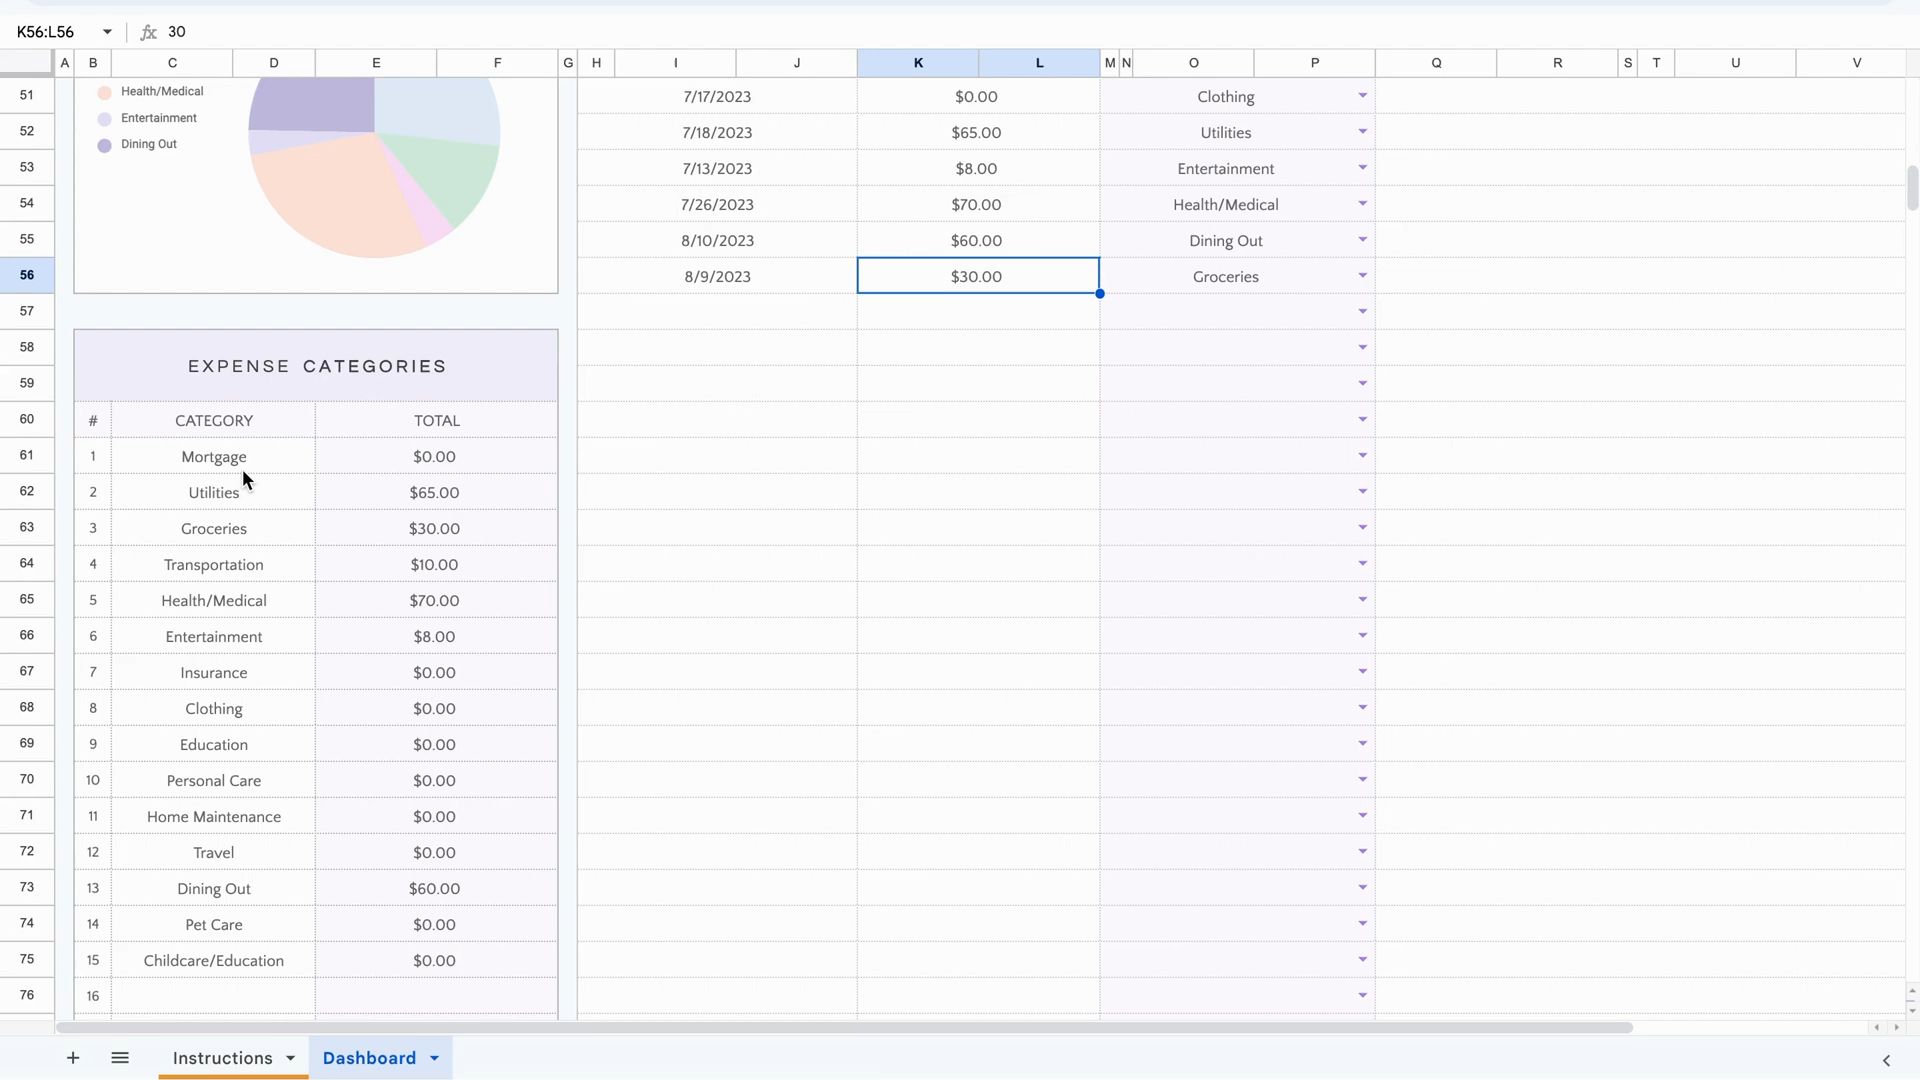 K56:L56 fx 30
A B C D E F G H I J K L M N O P Q R S T U V
51 7/17/2023 $0.00 Clothing
52 7/18/2023 $65.00 Utilities
53 7/13/2023 $8.00 Entertainment
54 7/26/2023 $70.00 Health/Medical
55 8/10/2023 $60.00 Dining Out
56 8/9/2023 $30.00 Groceries
57
58
59
60
61
62
63
64
65
66
67
68
69
70
71
72
73
74
75
76
Health/Medical
Entertainment
Dining Out
EXPENSE CATEGORIES
# CATEGORY TOTAL
1 Mortgage $0.00
2 Utilities $65.00
3 Groceries $30.00
4 Transportation $10.00
5 Health/Medical $70.00
6 Entertainment $8.00
7 Insurance $0.00
8 Clothing $0.00
9 Education $0.00
10 Personal Care $0.00
11 Home Maintenance $0.00
12 Travel $0.00
13 Dining Out $60.00
14 Pet Care $0.00
15 Childcare/Education $0.00
16
Instructions Dashboard